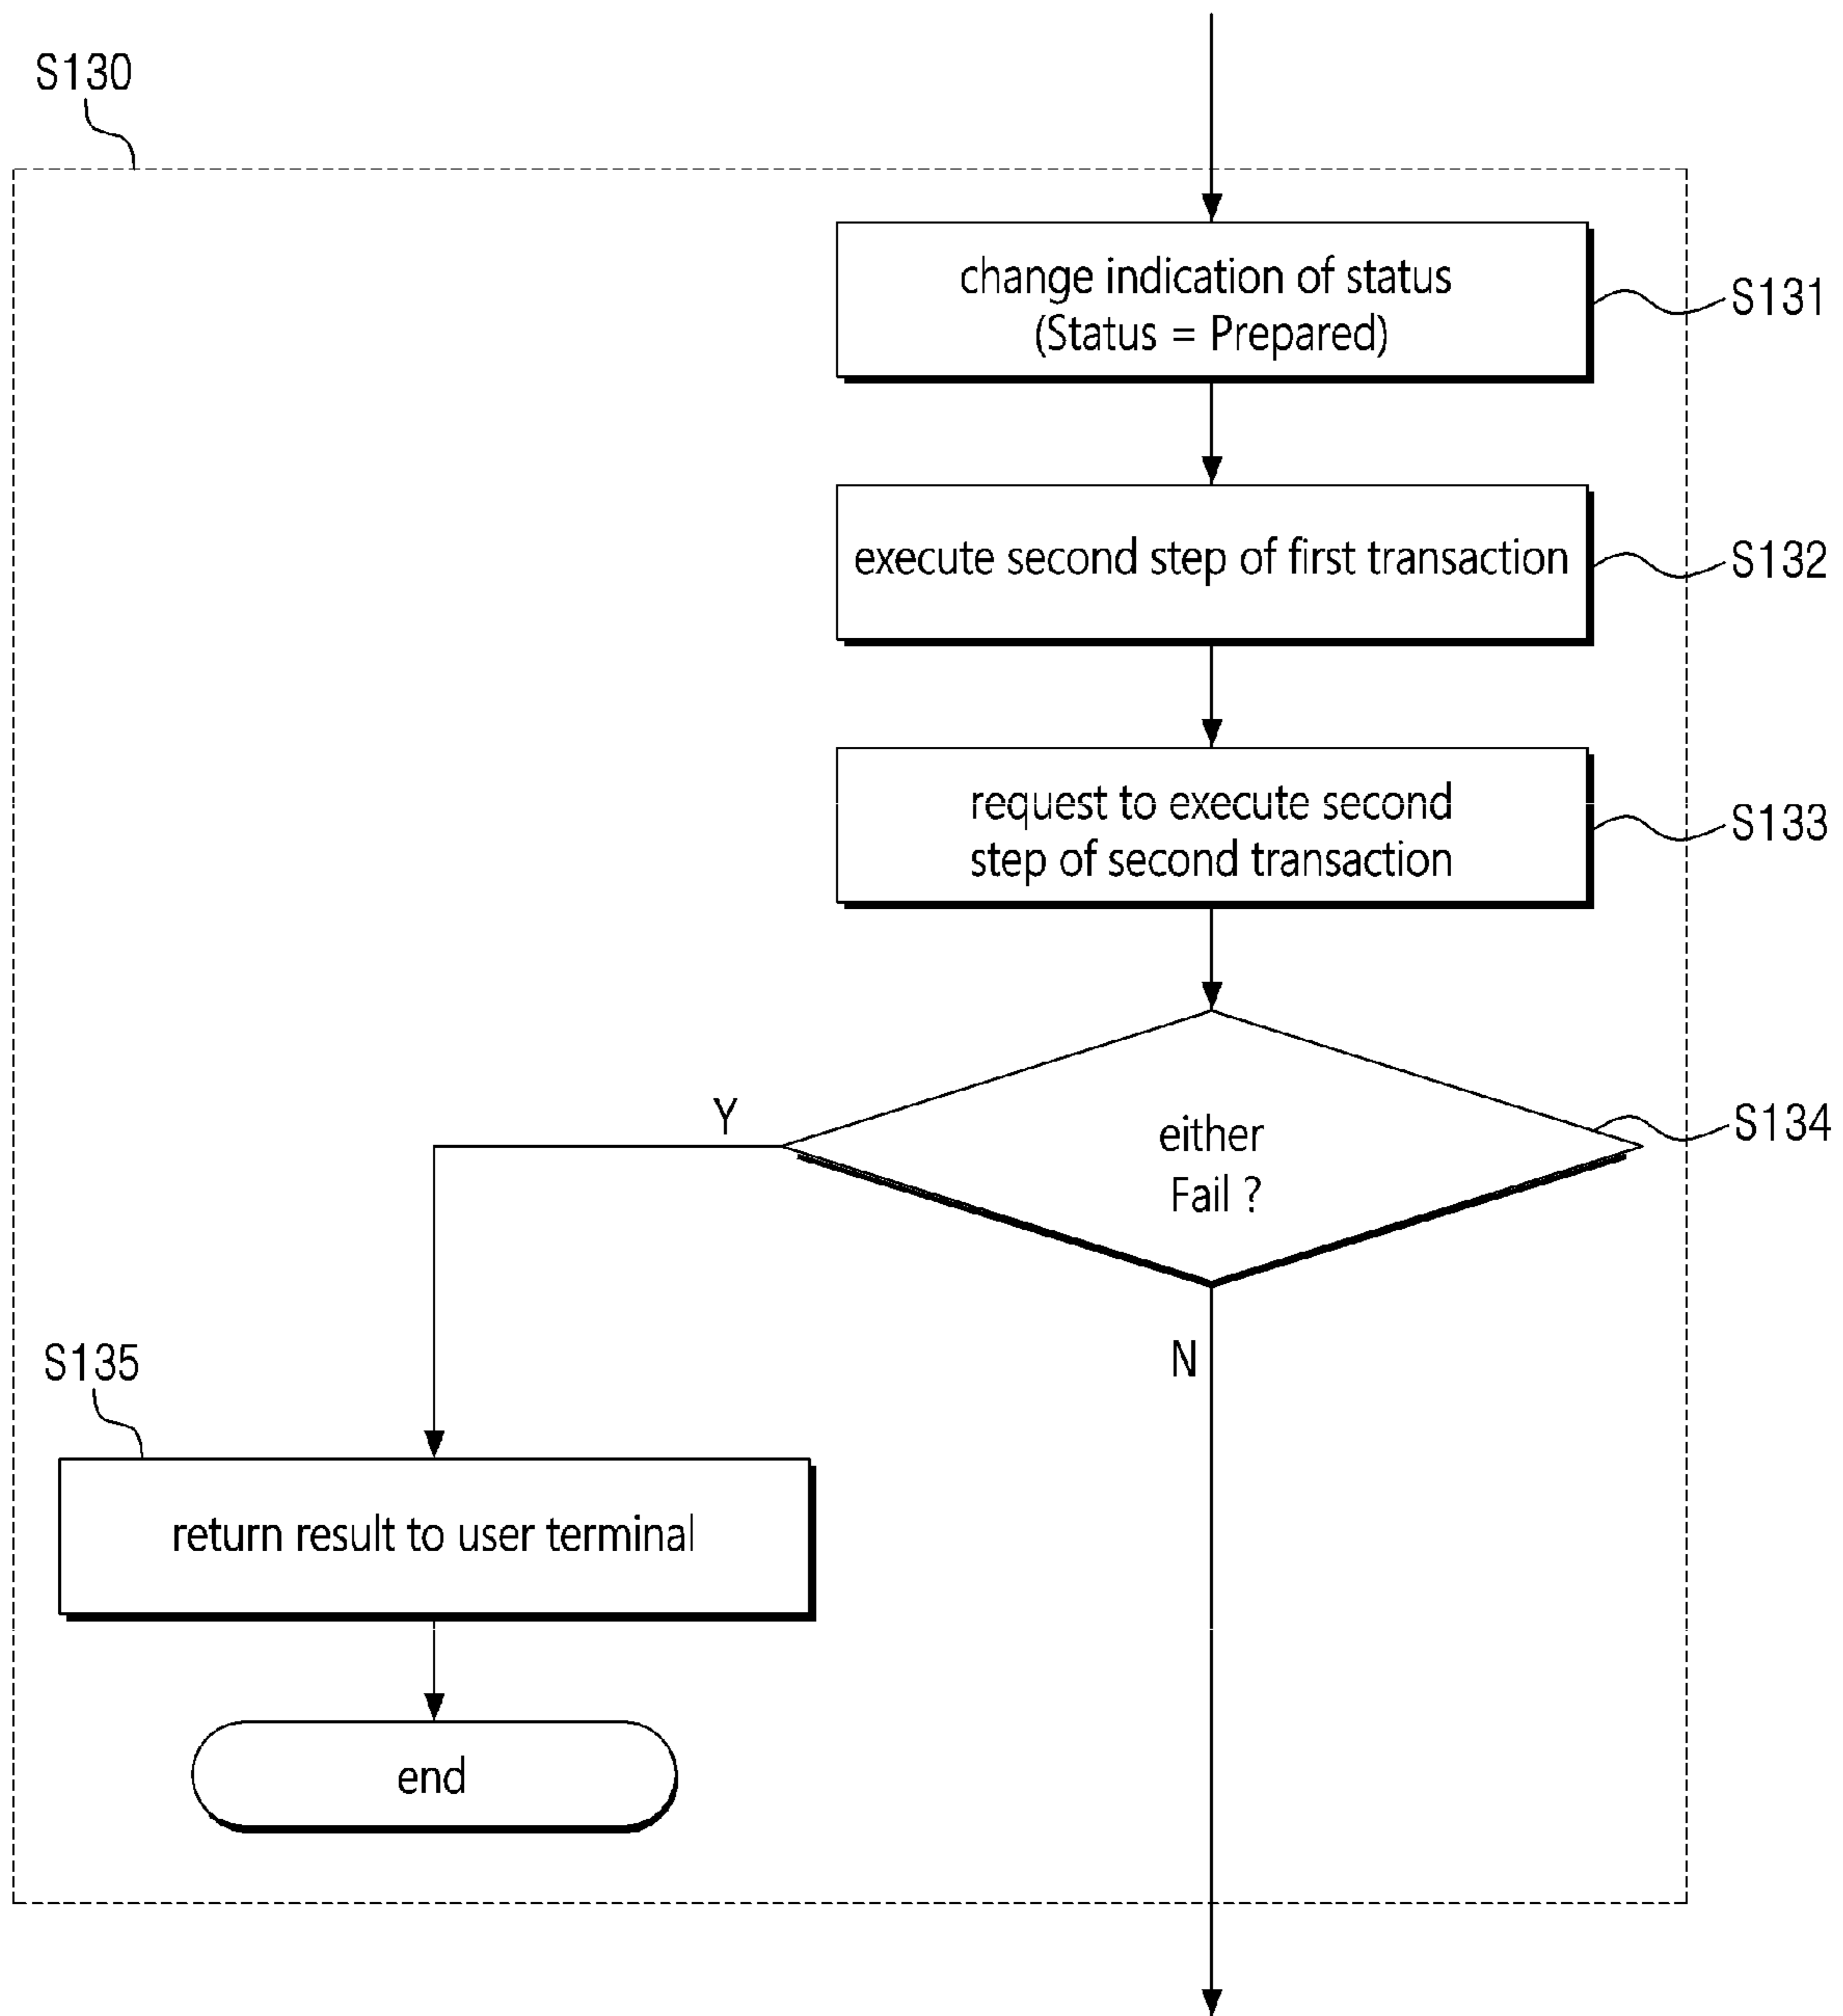 S130
change indication of status
(Status = Prepared)
S131
execute second step of first transaction
S132
request to execute second
step of second transaction
S133
either
Fail ?
S134
Y
N
S135
return result to user terminal
end